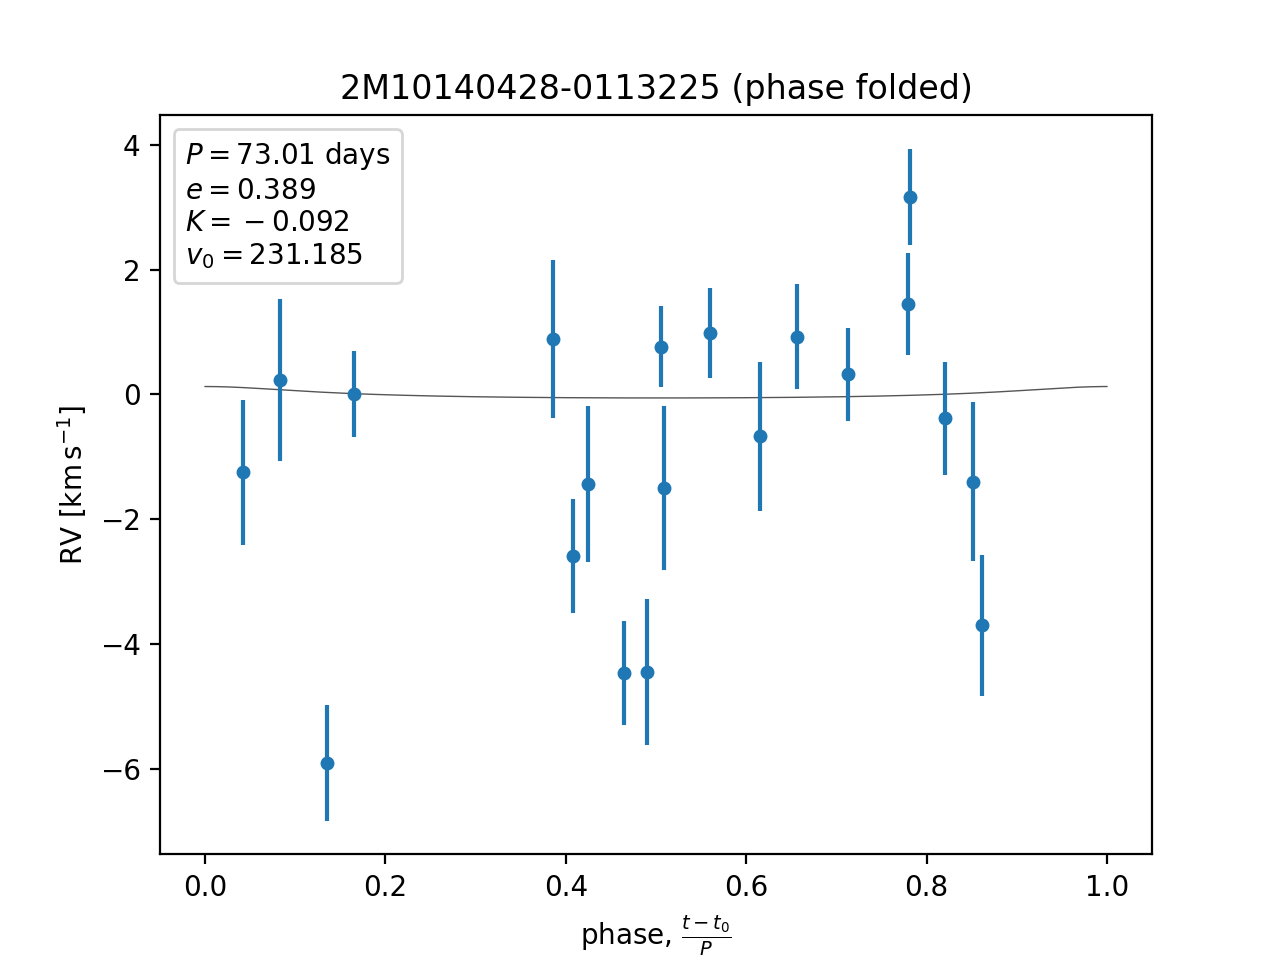 2M10140428-0113225 (phase folded)
P = 73.01 days
e = 0.389
K = −0.092
v₀ = 231.185
4
2
0
−2
−4
−6
RV [km s⁻¹]
0.0 0.2 0.4 0.6 0.8 1.0
phase, (t − t₀)/P